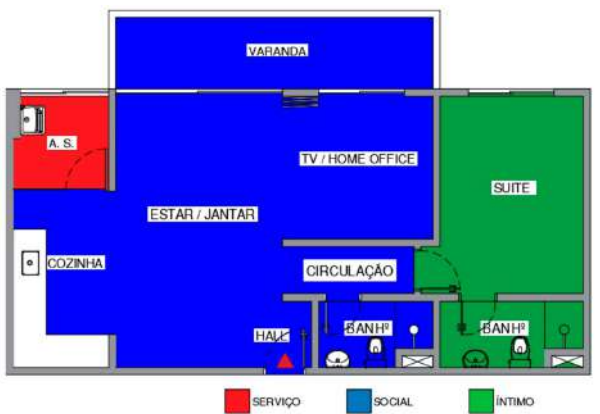 VARANDA
A. S.
TV / HOME OFFICE
SUITE
ESTAR / JANTAR
COZINHA
CIRCULAÇÃO
HALL
BANHº
BANHº
SERVIÇO
SOCIAL
ÍNTIMO